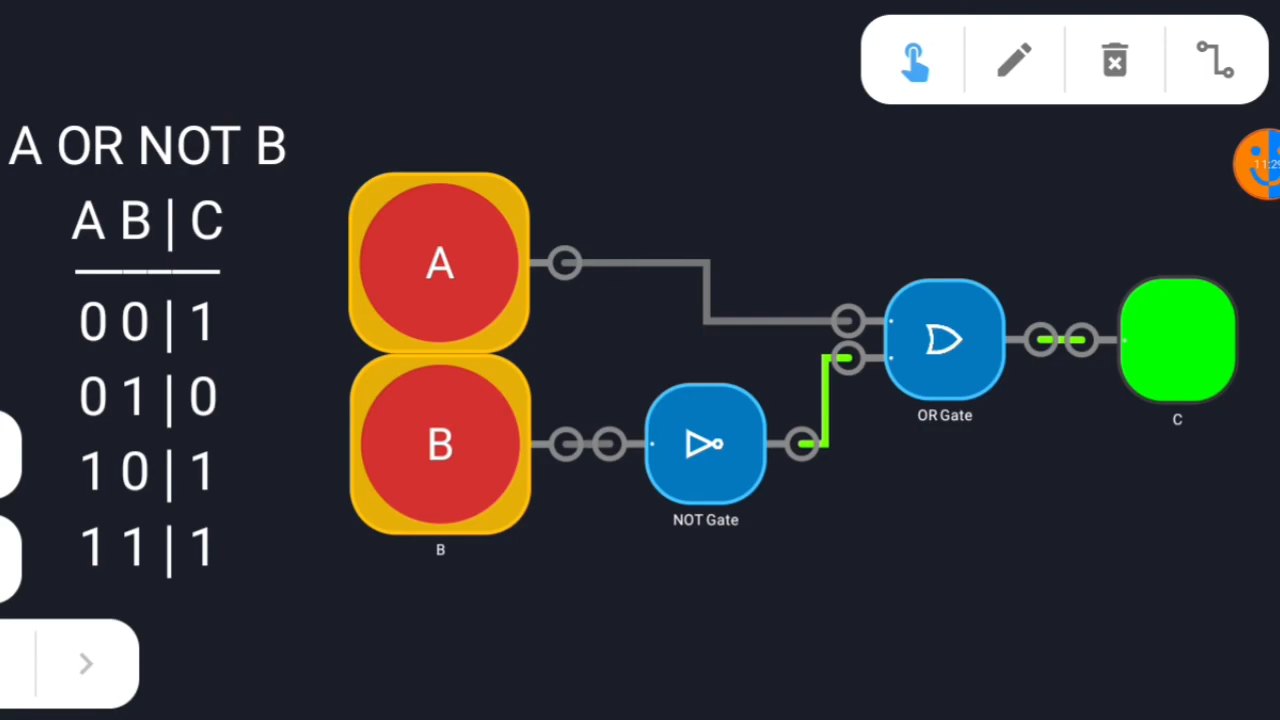 A OR NOT B
A B | C
0 0 | 1
0 1 | 0
1 0 | 1
1 1 | 1
A
B
B
NOT Gate
OR Gate
C